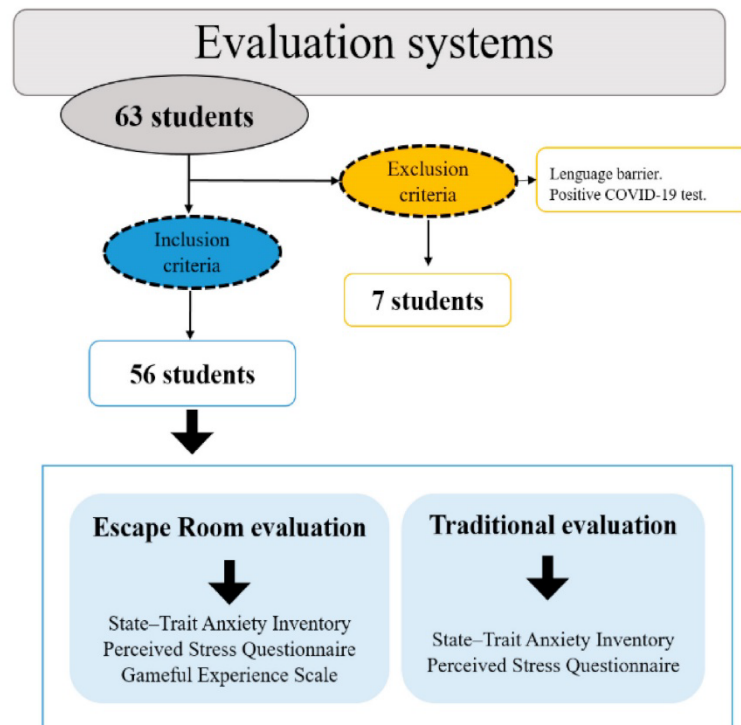 Evaluation systems
63 students
Exclusion
criteria
Lenguage barrier.
Positive COVID-19 test.
Inclusion
criteria
7 students
56 students
Escape Room evaluation
State–Trait Anxiety Inventory
Perceived Stress Questionnaire
Gameful Experience Scale
Traditional evaluation
State–Trait Anxiety Inventory
Perceived Stress Questionnaire